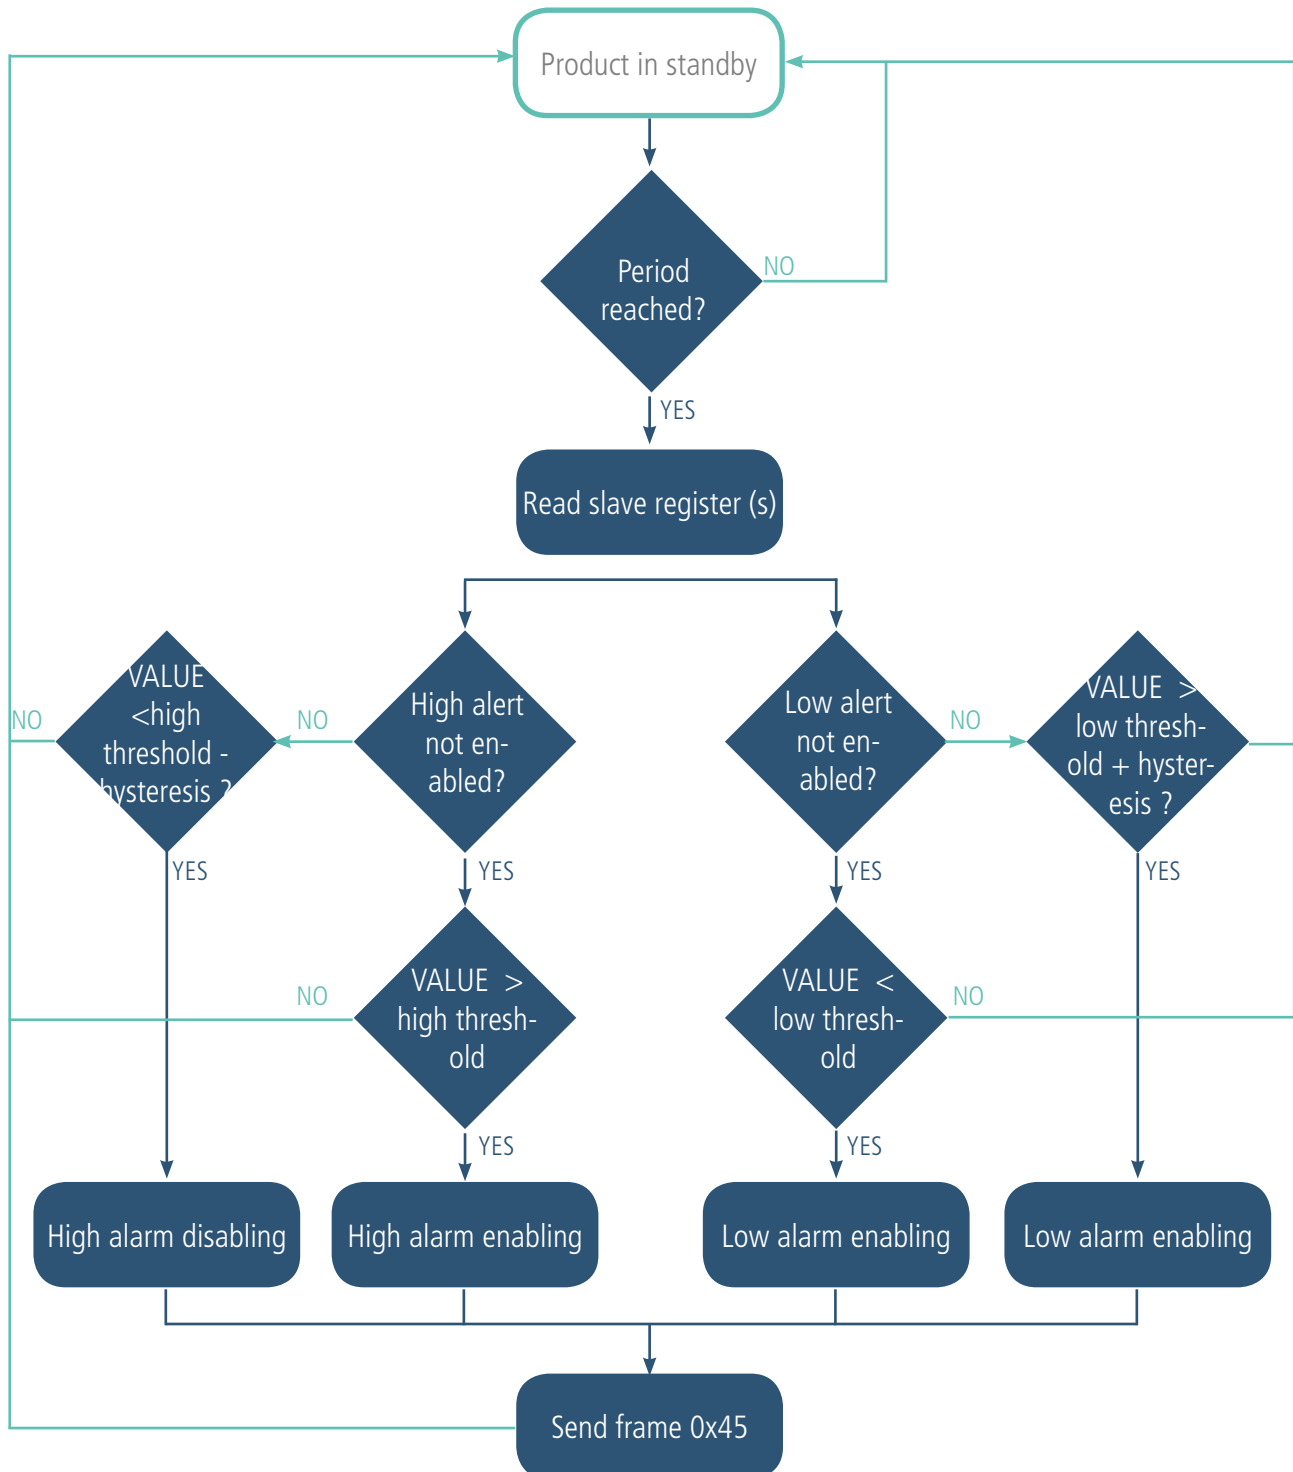 Product in standby
Period
reached?
NO
YES
Read slave register (s)
VALUE
<high
threshold -
hysteresis ?
NO
YES
NO
High alert
not en-
abled?
YES
Low alert
not en-
abled?
NO
YES
VALUE  >
low thresh-
old + hyster-
esis ?
YES
NO
VALUE  >
high thresh-
old
YES
VALUE  <
low thresh-
old
NO
YES
High alarm disabling
High alarm enabling
Low alarm enabling
Low alarm enabling
Send frame 0x45